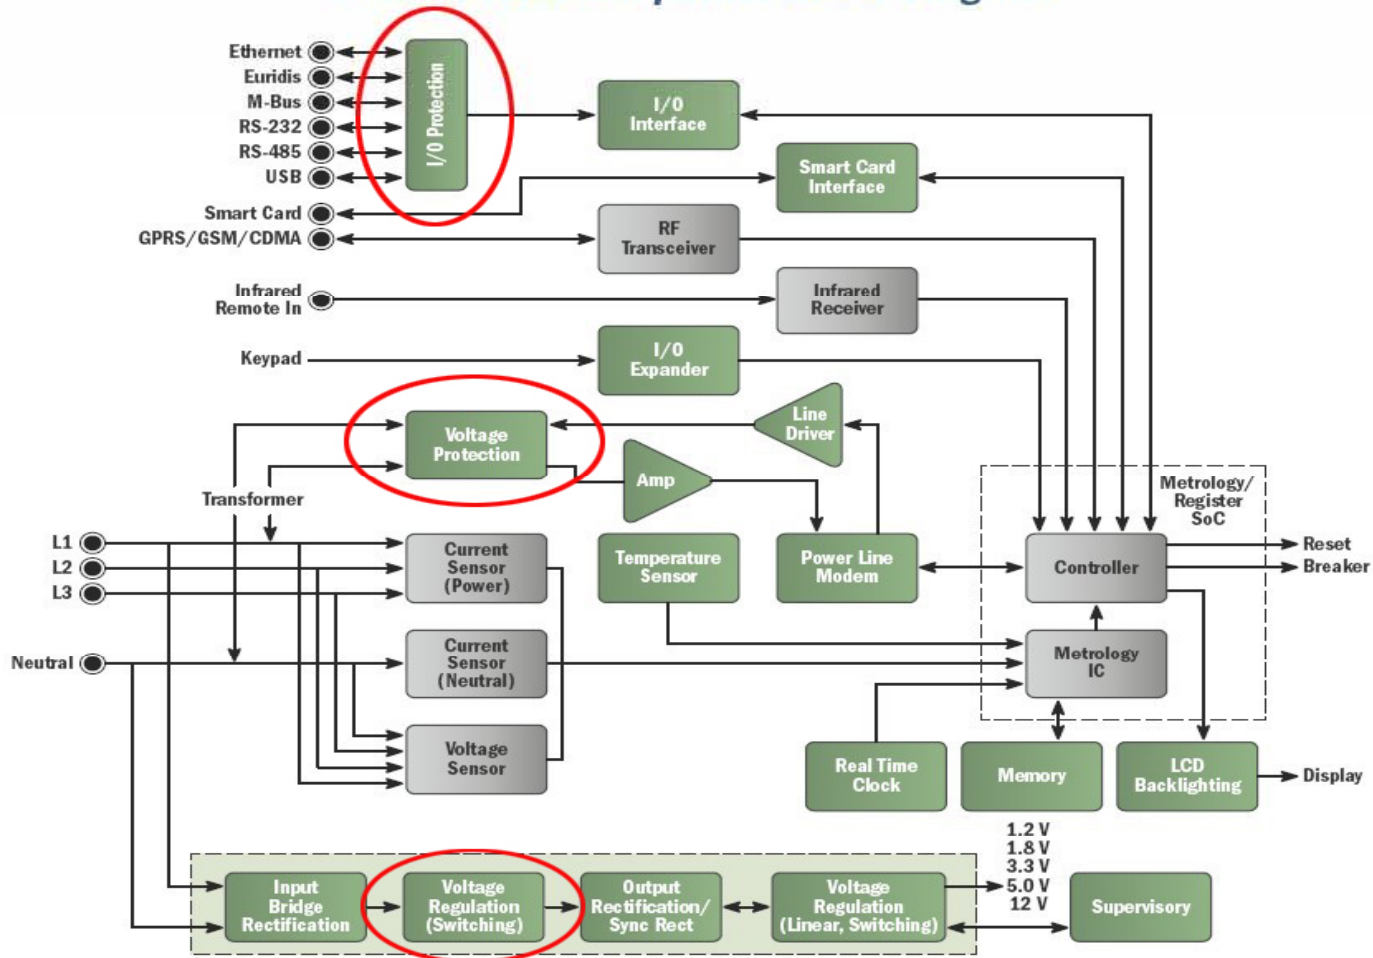 Ethernet
Euridis
M-Bus
RS-232
RS-485
USB
I/O Protection
I/O
Interface
Smart Card
Interface
Smart Card
GPRS/GSM/CDMA
RF
Transceiver
Infrared
Remote In
Infrared
Receiver
Keypad
I/O
Expander
Voltage
Protection
Line
Driver
Amp
Transformer
Metrology/
Register
SoC
L1
L2
L3
Current
Sensor
(Power)
Temperature
Sensor
Power Line
Modem
Controller
Reset
Breaker
Neutral
Current
Sensor
(Neutral)
Metrology
IC
Voltage
Sensor
Real Time
Clock
Memory
LCD
Backlighting
Display
1.2 V
1.8 V
3.3 V
5.0 V
12 V
Input
Bridge
Rectification
Voltage
Regulation
(Switching)
Output
Rectification/
Sync Rect
Voltage
Regulation
(Linear, Switching)
Supervisory